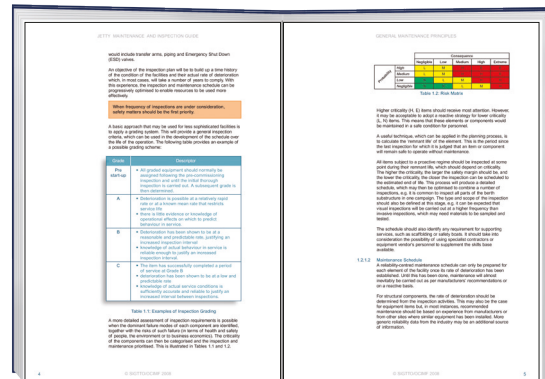 JETTY MAINTENANCE AND INSPECTION GUIDE
would include transfer arms, piping and Emergency Shut Down
(ESD) valves.
An objective of the inspection plan will be to build up a time history
of the condition of the facilities and their actual rate of deterioration
which, in most cases, will take a number of years to comply. With
this experience, the inspection and maintenance schedule can be
progressively optimised to enable resources to be used more
effectively.
When frequency of inspections are under consideration,
safety matters should be the first priority.
A basic approach that may be used for less sophisticated facilities is
to apply a grading system. This will provide a general inspection
criteria, which can be used in the development of the schedule over
the life of the operation. The following table provides an example of
a possible grading scheme:
Grade Descriptor
Pre
start-up
• All graded equipment should normally be
assigned following the pre-commissioning
inspection and until the initial thorough
inspection is carried out. A subsequent grade is
then determined.
A
• Deterioration is possible at a relatively rapid
rate or at a known mean rate that restricts
service life
• there is little evidence or knowledge of
operational effects on which to predict
behaviour in service.
B
• Deterioration has been shown to be at a
reasonable and predictable rate, justifying an
increased inspection interval
• Knowledge of actual behaviour in service is
reliable enough to justify an increased
inspection interval.
C
• The item has successfully completed a period
of service at Grade B
• deterioration has been shown to be at a low and
predictable rate
• knowledge of actual service conditions is
sufficiently accurate and reliable to justify an
increased interval between inspections.
Table 1.1: Examples of Inspection Grading
A more detailed assessment of inspection requirements is possible
when the dominant failure modes of each component are identified,
together with the risks of such failure (in terms of health and safety
of people, the environment or to business economics). The criticality
of the components can then be categorised and the inspection and
maintenance prioritised. This is illustrated in Tables 1.1 and 1.2.
4
© SIGTTO/OCIMF 2008
GENERAL MAINTENANCE PRINCIPLES
Consequence
Negligible Low Medium High Extreme
Probability
High L M
Medium L M
Low L M
Negligible L M
Table 1.2: Risk Matrix
Higher criticality (H, E) items should receive most attention. However,
it may be acceptable to adopt a reactive strategy for lower criticality
(L, N) items. This means that these elements or components would
be maintained in a safe condition for personnel.
A useful technique, which can be applied in the planning process, is
to calculate the 'remnant life' of the element. This is the period since
the last inspection for which it is judged that an item or component
will remain safe to operate without maintenance.
All items subject to a proactive regime should be inspected at some
point during their remnant life, which should depend on criticality.
The higher the criticality, the larger the safety margin should be, and
the lower the criticality, the closer the inspection can be scheduled to
the estimated end of life. This process will produce a detailed
schedule, which may then be optimised to combine a number of
inspections, e.g. it is common to inspect all parts of the berth
substructure in one campaign. The type and scope of the inspection
should also be defined at this stage, e.g. it can be expected that
visual inspections will be carried out at a higher frequency than
invasive inspections, which may need materials to be sampled and
tested.
The schedule should also identify any requirement for supporting
services, such as scaffolding or safety boats. It should take into
consideration the possibility of using specialist contractors or
equipment vendor's personnel to supplement the skills base
available.
1.2.1.2 Maintenance Schedule
A reliability-centred maintenance schedule can only be prepared for
each element of the facility once its rate of deterioration has been
established. Until this has been done, maintenance will almost
inevitably be carried out as per manufacturers' recommendations or
on a reactive basis.
For structural components, the rate of deterioration should be
determined from the inspection activities. This may also be the case
for equipment items but, in most instances, recommended
maintenance should be based on experience from manufacturers or
from other sites where similar equipment has been installed. More
generic reliability data from the industry may be an additional source
of information.
© SIGTTO/OCIMF 2008
5